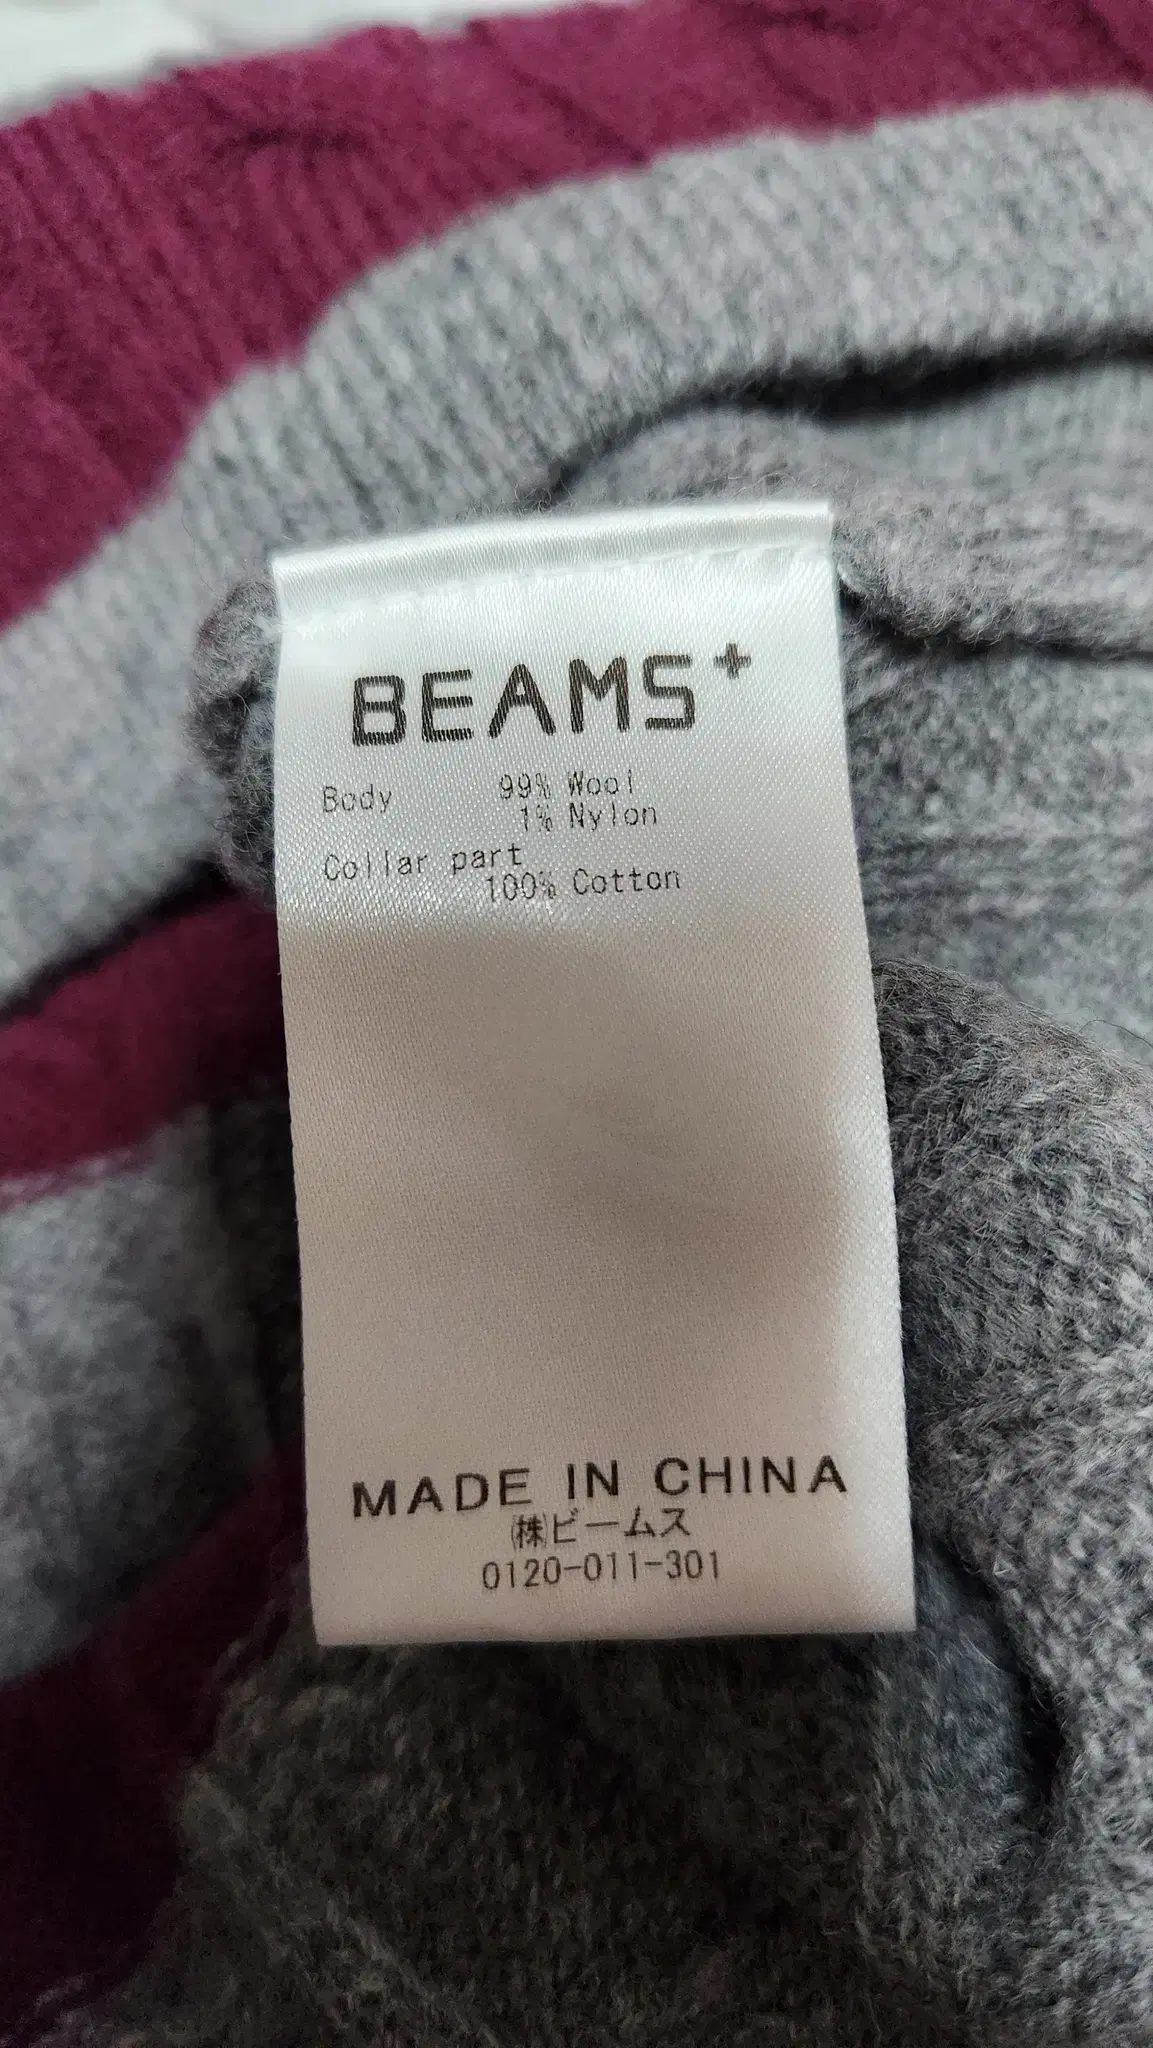 BEAMS+
Body 99% Wool
1% Nylon
Collar part
100% Cotton
MADE IN CHINA
㈱ビームス
0120-011-301